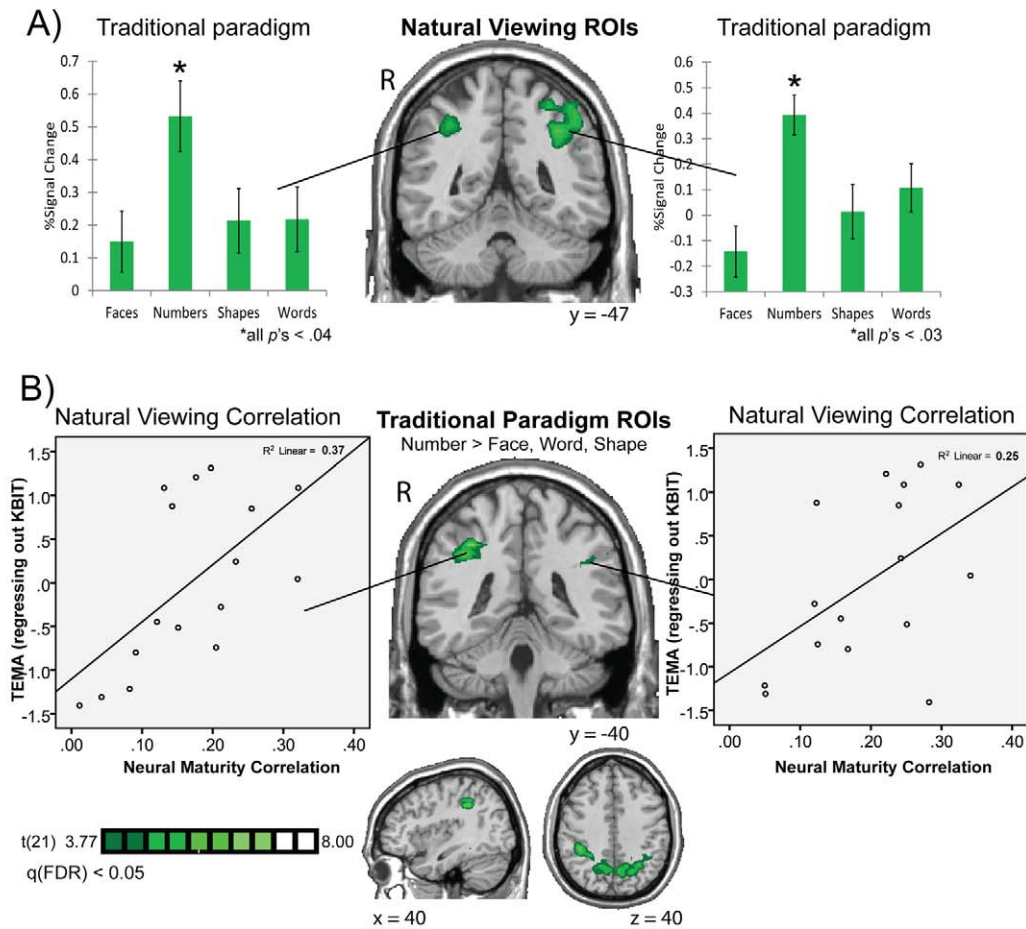 A)
Traditional paradigm
%Signal Change
0.7
0.6
0.5
0.4
0.3
0.2
0.1
0
Faces Numbers Shapes Words
*
*all p's < .04
Natural Viewing ROIs
R
y = -47
Traditional paradigm
%Signal Change
0.6
0.5
0.4
0.3
0.2
0.1
0
-0.1
-0.2
-0.3
Faces Numbers Shapes Words
*
*all p's < .03
B)
Natural Viewing Correlation
R² Linear = 0.37
TEMA (regressing out KBIT)
1.5
1.0
.5
.0
-.5
-1.0
-1.5
.00 .10 .20 .30 .40
Neural Maturity Correlation
Traditional Paradigm ROIs
Number > Face, Word, Shape
R
y = -40
Natural Viewing Correlation
R² Linear = 0.25
TEMA (regressing out KBIT)
1.5
1.0
.5
.0
-.5
-1.0
-1.5
.00 .10 .20 .30 .40
Neural Maturity Correlation
t(21) 3.77 8.00
q(FDR) < 0.05
x = 40
z = 40